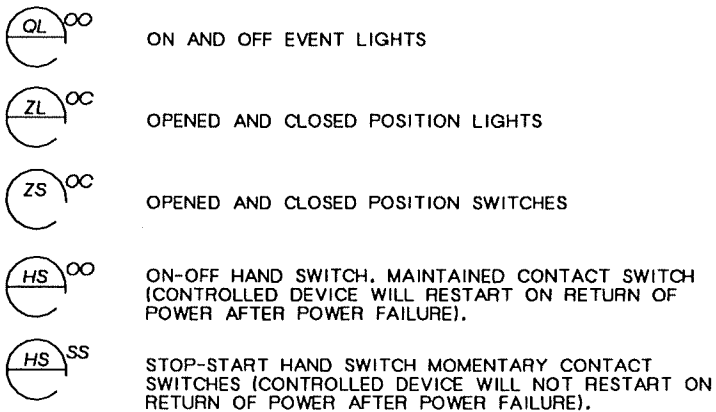 QL OO
ON AND OFF EVENT LIGHTS
ZL OC
OPENED AND CLOSED POSITION LIGHTS
ZS OC
OPENED AND CLOSED POSITION SWITCHES
HS OO
ON-OFF HAND SWITCH. MAINTAINED CONTACT SWITCH
(CONTROLLED DEVICE WILL RESTART ON RETURN OF
POWER AFTER POWER FAILURE).
HS SS
STOP-START HAND SWITCH MOMENTARY CONTACT
SWITCHES (CONTROLLED DEVICE WILL NOT RESTART ON
RETURN OF POWER AFTER POWER FAILURE).